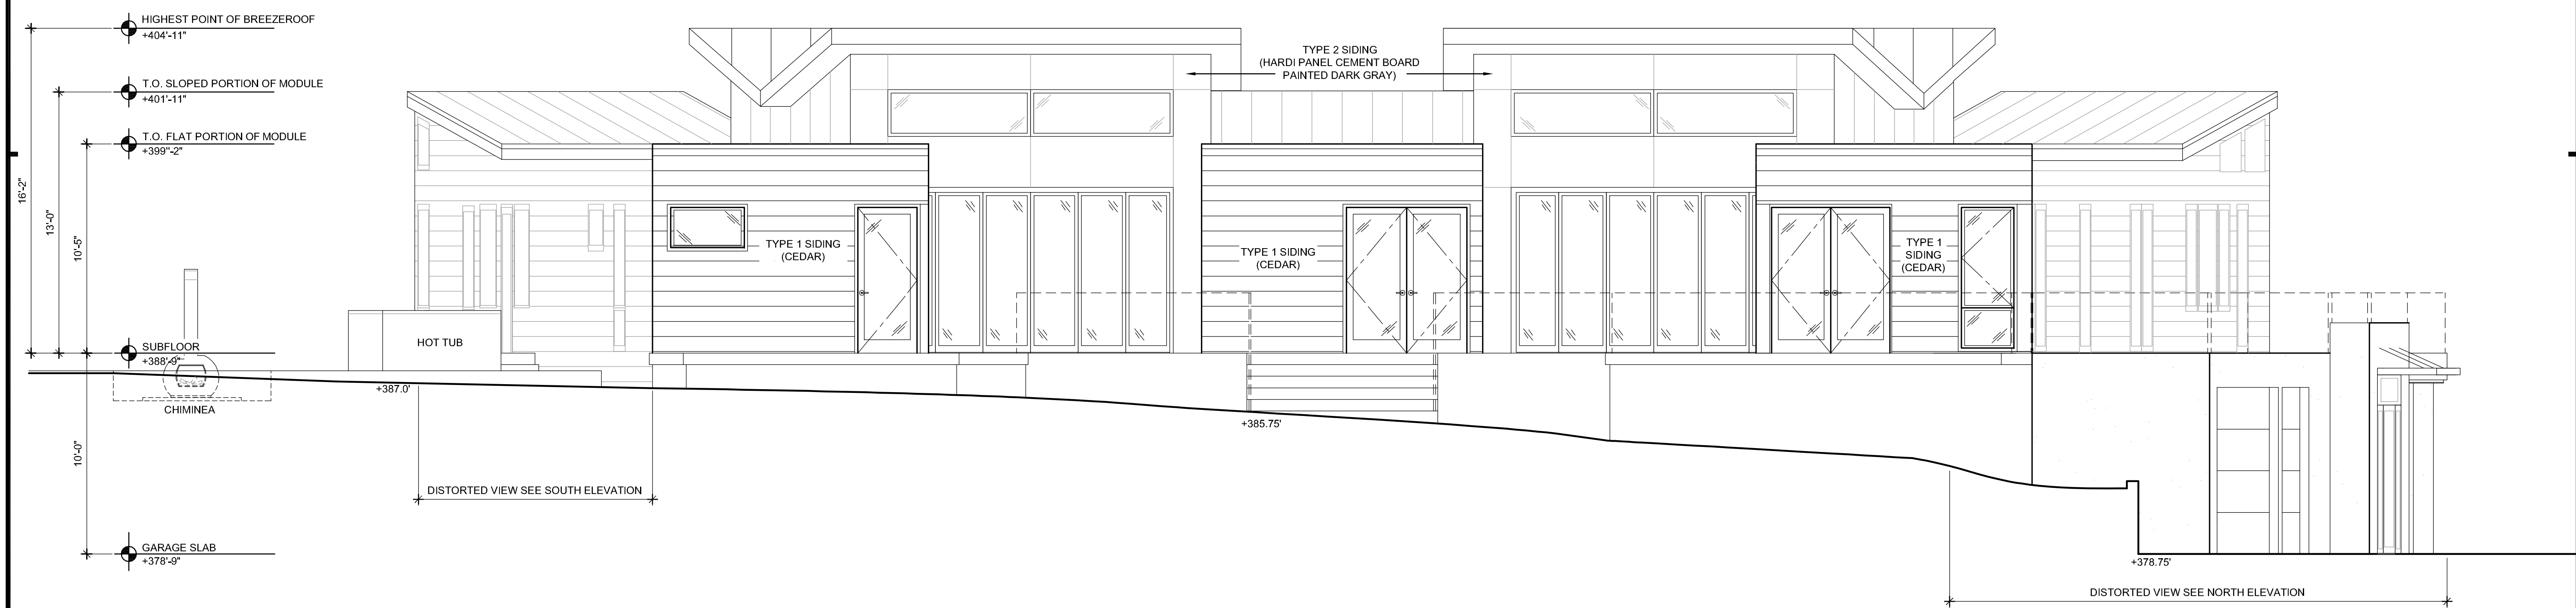 HIGHEST POINT OF BREEZEROOF
+404'-11"
T.O. SLOPED PORTION OF MODULE
+401'-11"
T.O. FLAT PORTION OF MODULE
+399"-2"
16'-2"
13'-0"
10'-5"
SUBFLOOR
+388'-9"
CHIMINEA
10'-0"
GARAGE SLAB
+378'-9"
HOT TUB
+387.0'
DISTORTED VIEW SEE SOUTH ELEVATION
TYPE 1 SIDING
(CEDAR)
TYPE 2 SIDING
(HARDI PANEL CEMENT BOARD
PAINTED DARK GRAY)
TYPE 1 SIDING
(CEDAR)
+385.75'
TYPE 1
SIDING
(CEDAR)
+378.75'
DISTORTED VIEW SEE NORTH ELEVATION